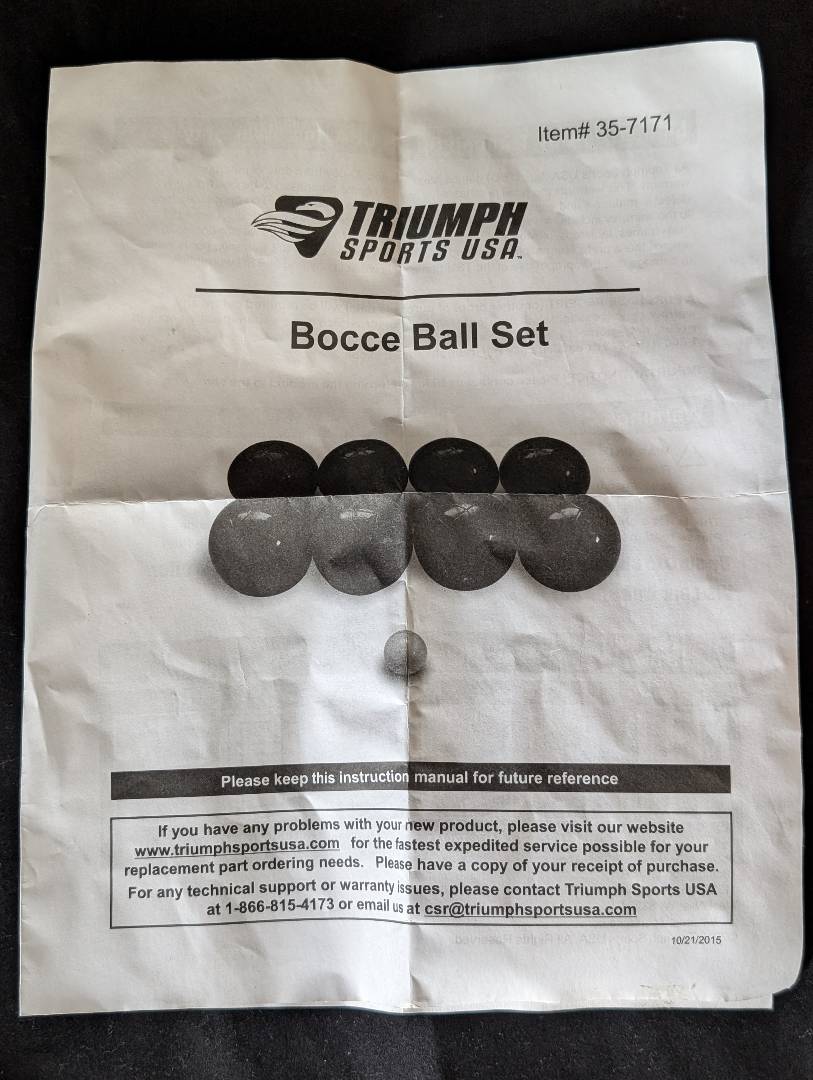 Item# 35-7171
TRIUMPH
SPORTS USA™
Bocce Ball Set
Please keep this instruction manual for future reference
If you have any problems with your new product, please visit our website
www.triumphsportsusa.com for the fastest expedited service possible for your
replacement part ordering needs. Please have a copy of your receipt of purchase.
For any technical support or warranty issues, please contact Triumph Sports USA
at 1-866-815-4173 or email us at csr@triumphsportsusa.com
10/21/2015